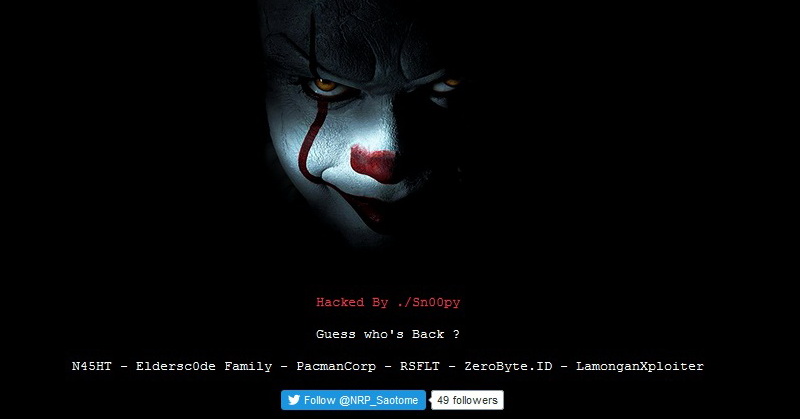 Hacked By ./Sn00py
Guess who's Back ?
N45HT - Eldersc0de Family - PacmanCorp - RSFLT - ZeroByte.ID - LamonganXploiter
Follow @NRP_Saotome 49 followers